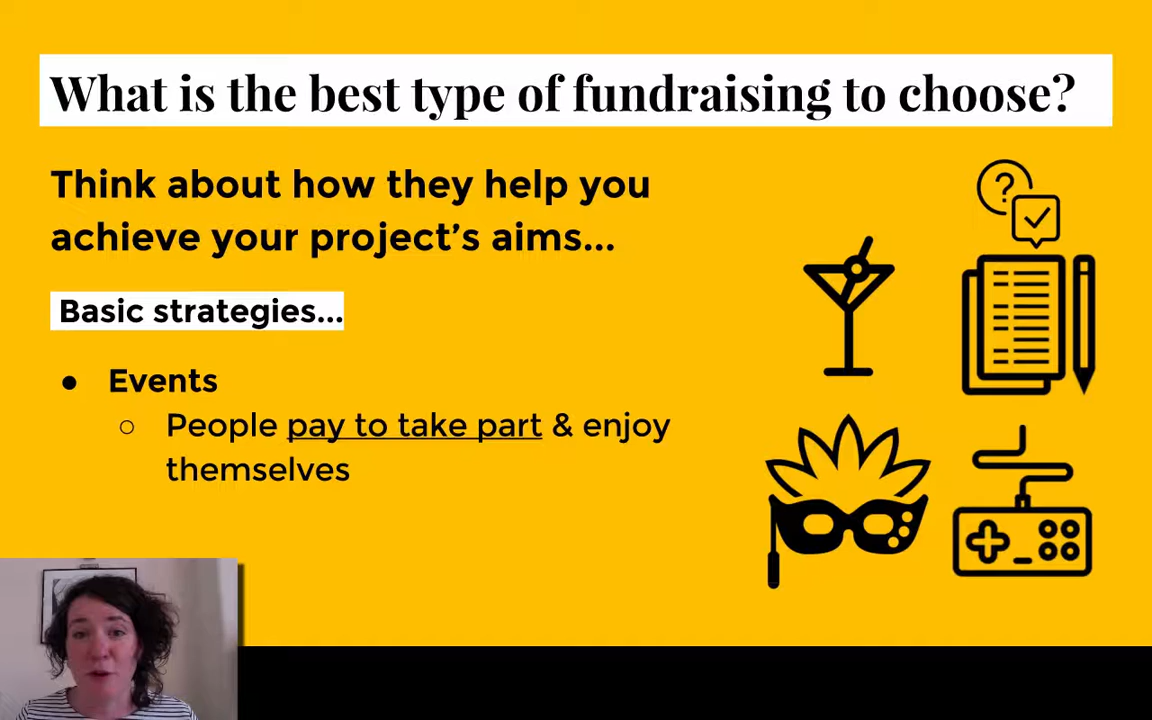 What is the best type of fundraising to choose?
Think about how they help you
achieve your project's aims...
Basic strategies...
● Events
○ People pay to take part & enjoy
themselves
?